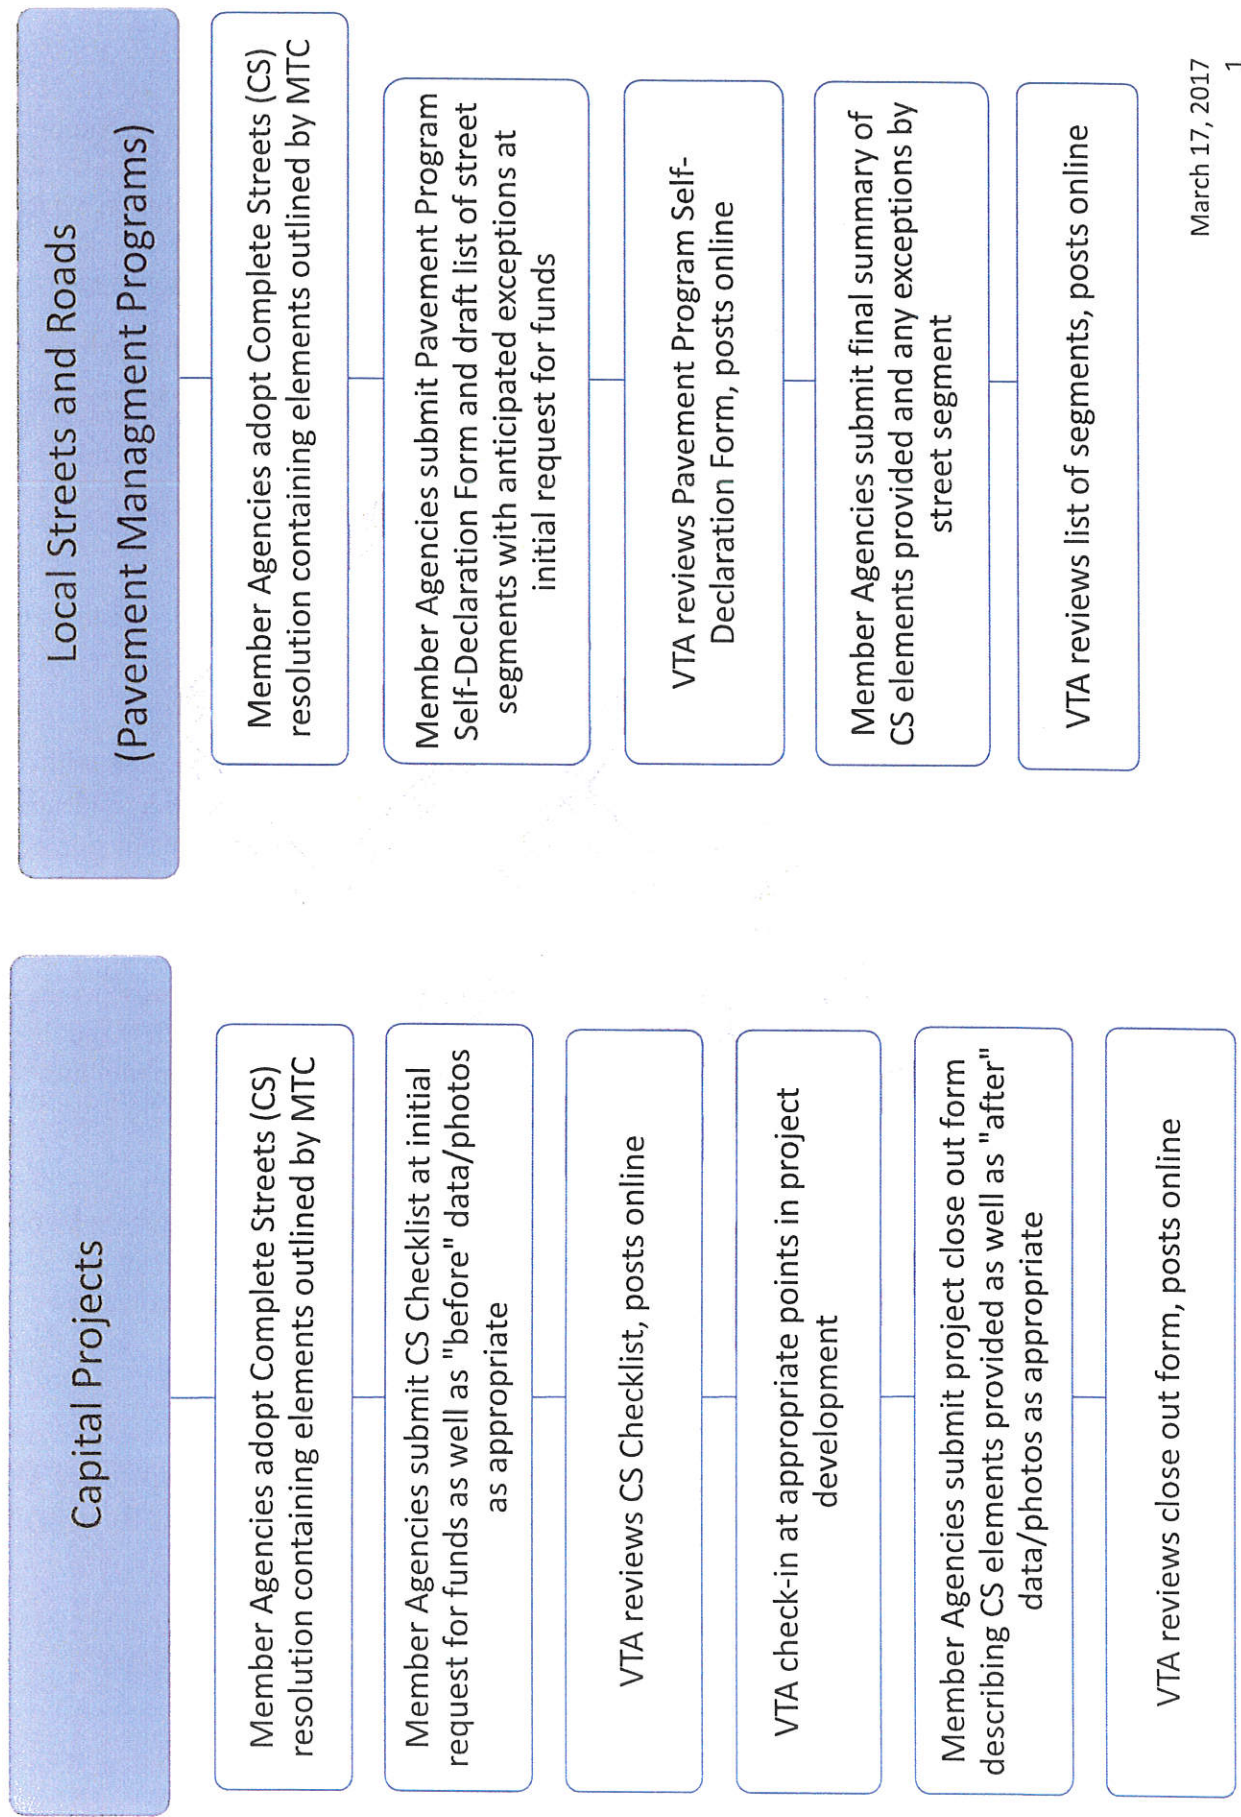 Capital Projects
Member Agencies adopt Complete Streets (CS)
resolution containing elements outlined by MTC
Member Agencies submit CS Checklist at initial
request for funds as well as "before" data/photos
as appropriate
VTA reviews CS Checklist, posts online
VTA check-in at appropriate points in project
development
Member Agencies submit project close out form
describing CS elements provided as well as "after"
data/photos as appropriate
VTA reviews close out form, posts online
Local Streets and Roads
(Pavement Managment Programs)
Member Agencies adopt Complete Streets (CS)
resolution containing elements outlined by MTC
Member Agencies submit Pavement Program
Self-Declaration Form and draft list of street
segments with anticipated exceptions at
initial request for funds
VTA reviews Pavement Program Self-
Declaration Form, posts online
Member Agencies submit final summary of
CS elements provided and any exceptions by
street segment
VTA reviews list of segments, posts online
March 17, 2017
1